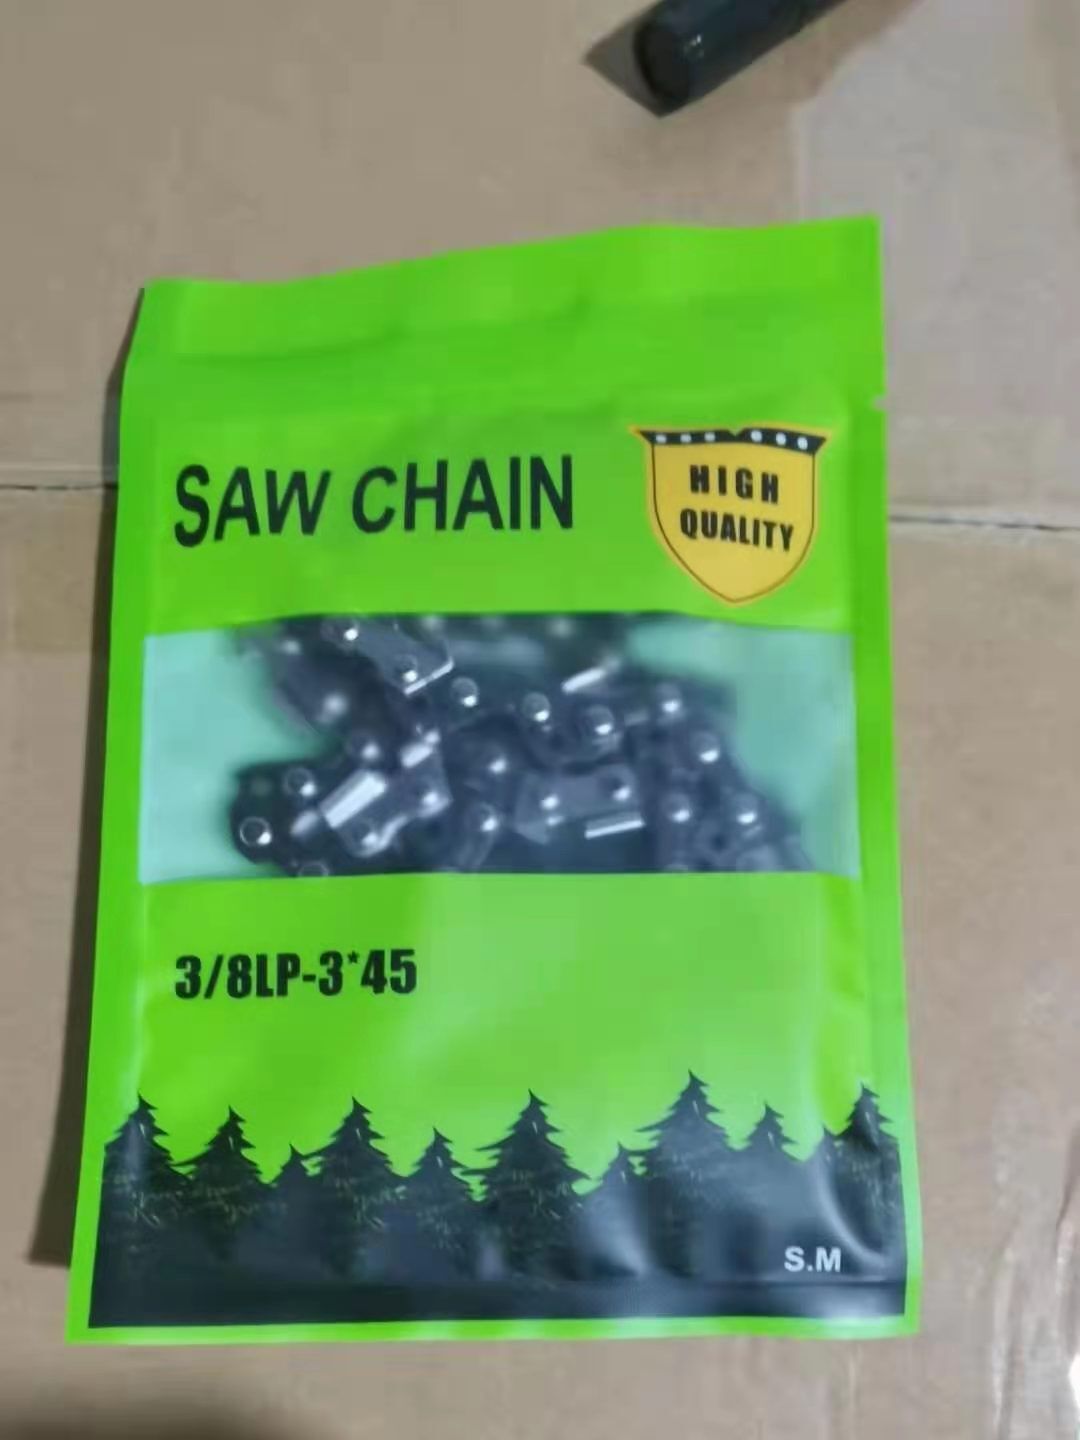 SAW CHAIN
HIGH
QUALITY
3/8LP-3*45
S.M